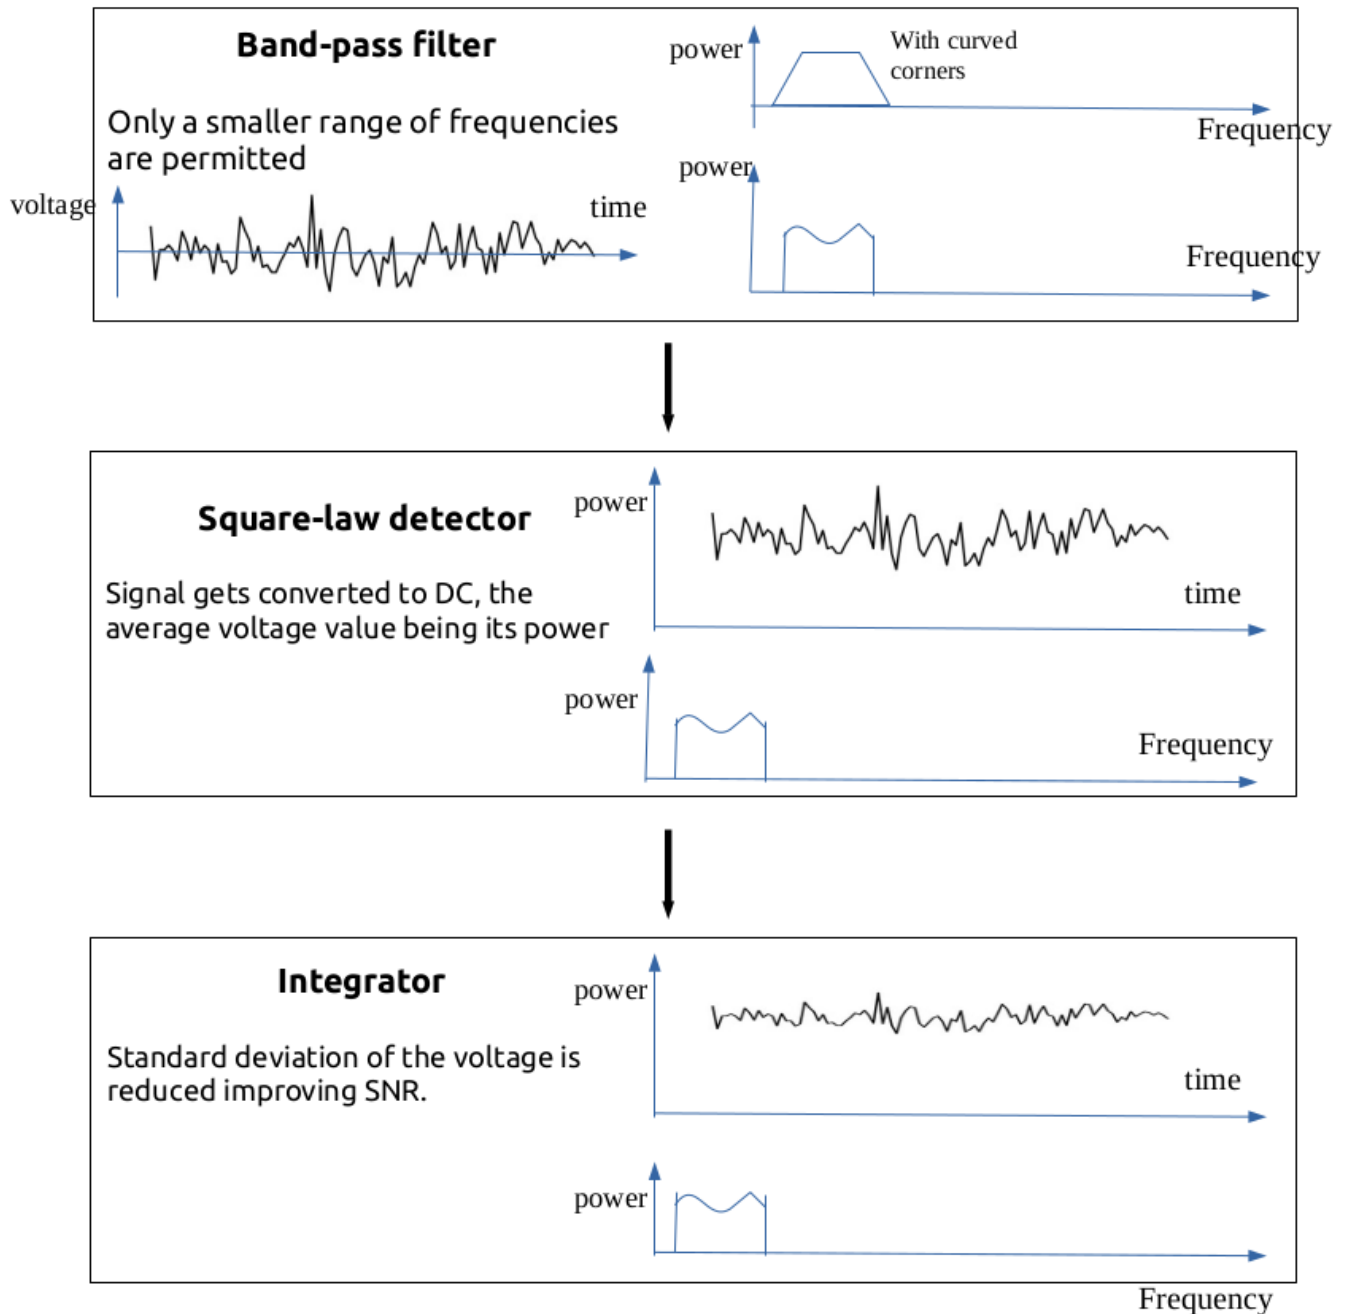 Band-pass filter
Only a smaller range of frequencies
are permitted
voltage
time
power
With curved
corners
Frequency
power
Frequency
Square-law detector
Signal gets converted to DC, the
average voltage value being its power
power
time
power
Frequency
Integrator
Standard deviation of the voltage is
reduced improving SNR.
power
time
power
Frequency